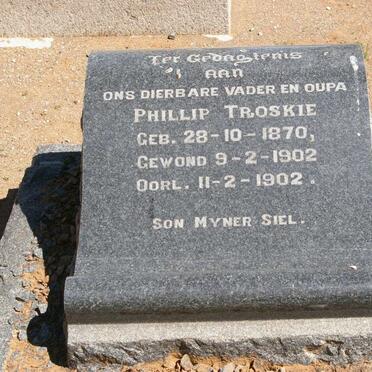 Ter Gedagtenis
AAN
ONS DIERBARE VADER EN OUPA
PHILLIP TROSKIE
GEB. 28-10-1870,
GEWOND 9-2-1902
OORL. 11-2-1902.
SON MYNER SIEL.